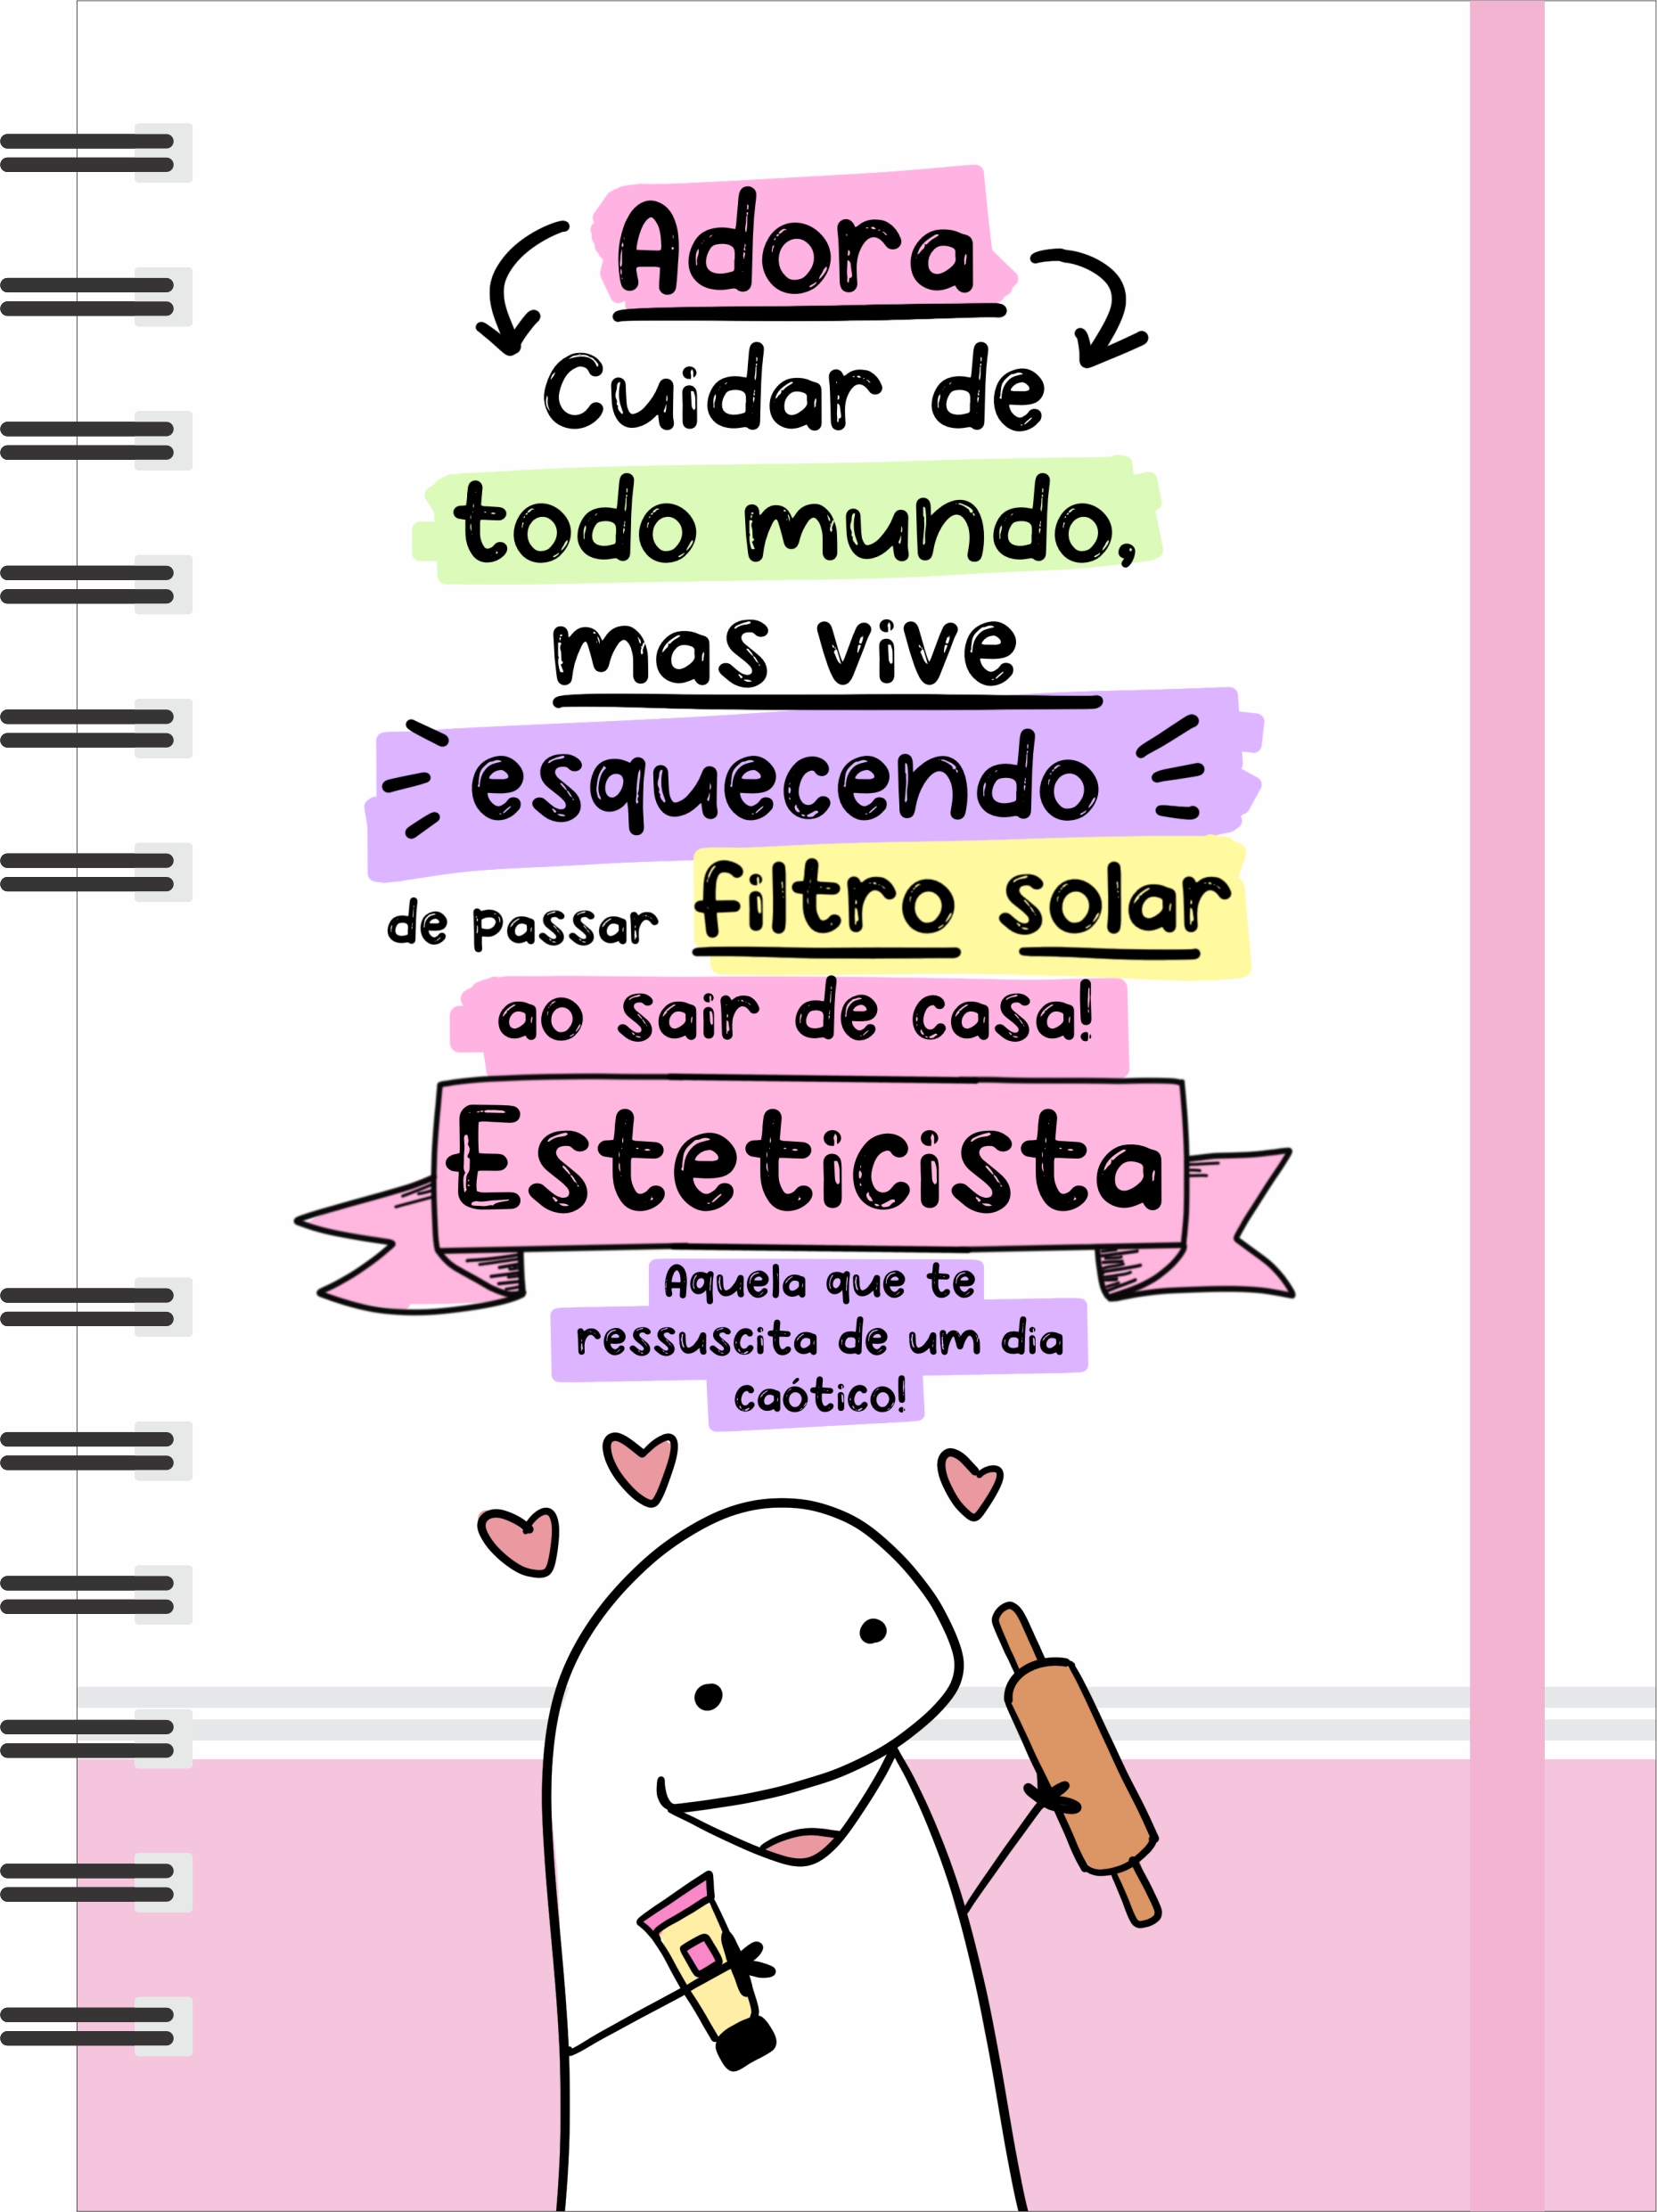 Adora
Cuidar de
todo mundo,
mas vive
esquecendo
de passar filtro solar
ao sair de casa!
Esteticista
Aquela que te
ressuscita de um dia
caótico!